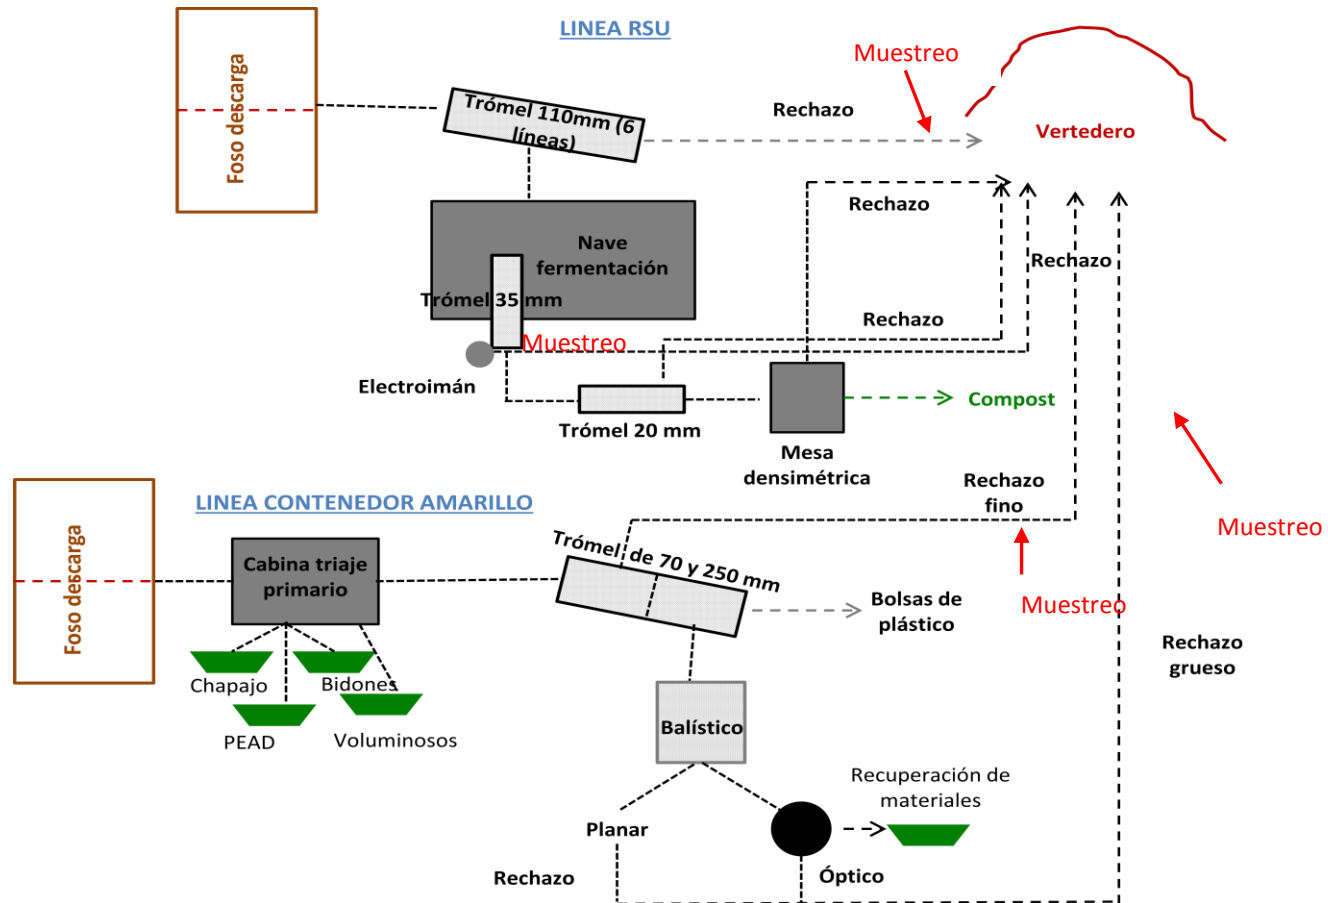 LINEA RSU
Muestreo
Foso descarga
Trómel 110mm (6
líneas)
Rechazo
Vertedero
Rechazo
Nave
fermentación
Rechazo
Trómel 35 mm
Rechazo
Muestreo
Electroimán
Compost
Trómel 20 mm
Mesa
densimétrica
Rechazo
fino
LINEA CONTENEDOR AMARILLO
Muestreo
Foso descarga
Cabina triaje
primario
Trómel de 70 y 250 mm
Bolsas de
plástico
Muestreo
Rechazo
grueso
Chapajo
Bidones
PEAD
Voluminosos
Balístico
Recuperación de
materiales
Planar
Óptico
Rechazo